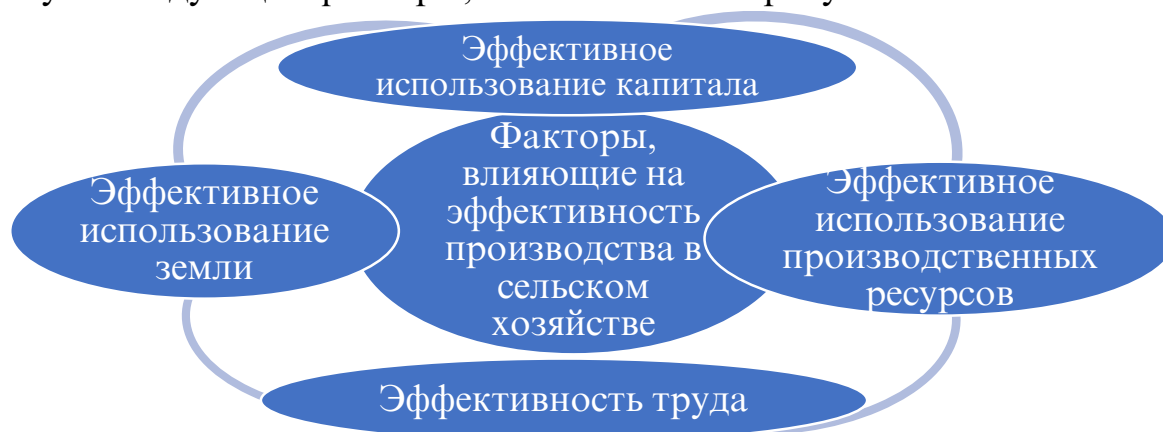 Эффективное
использование капитала
Факторы,
влияющие на
эффективность
производства в
сельском
хозяйстве
Эффективное
использование
земли
Эффективное
использование
производственных
ресурсов
Эффективность труда